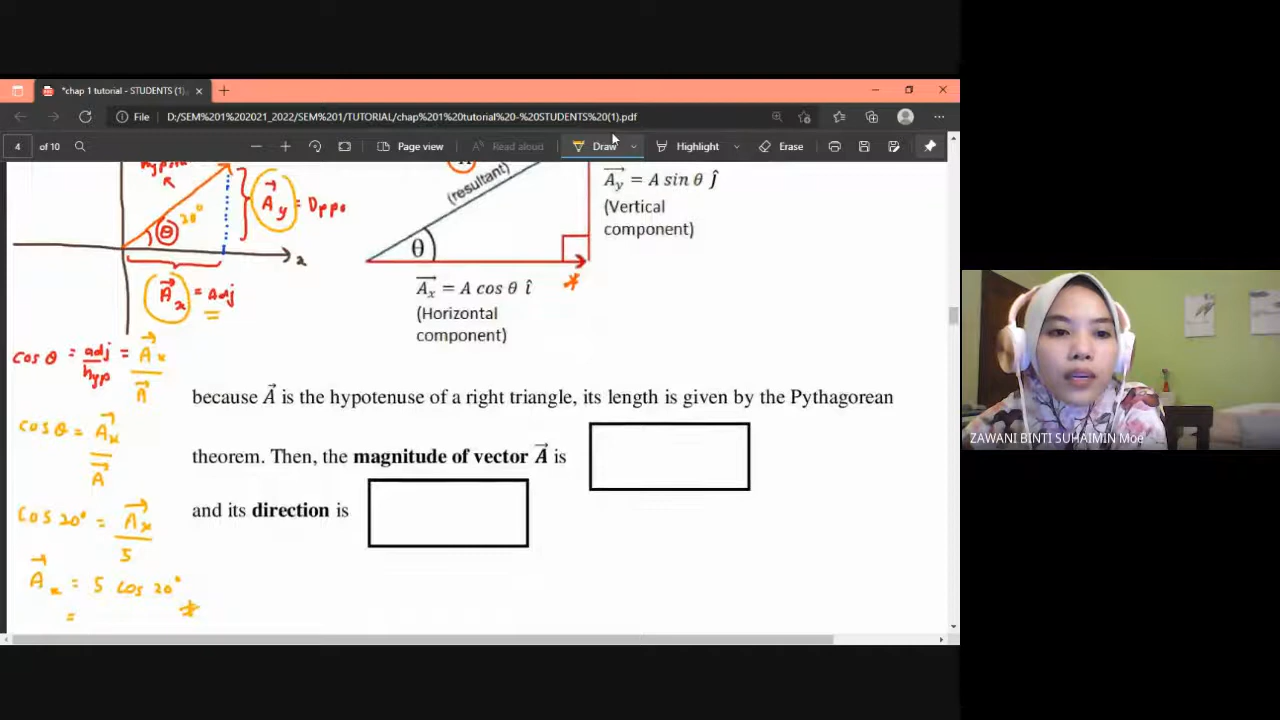 *chap 1 tutorial - STUDENTS (1).
File
D:/SEM%201%202021_2022/SEM%201/TUTORIAL/chap%201%20tutorial%20-%20STUDENTS%20(1).pdf
4 of 10
Page view
Read aloud
Draw
Highlight
Erase
θ 20°
A⃗y = Oppo
x
A⃗x = Adj
(resultant)
θ
A⃗y = A sin θ ĵ
(Vertical
component)
A⃗x = A cos θ î
(Horizontal
component)
*
cos θ = adj/hyp = A⃗x/A⃗
cos θ = A⃗x/A⃗
cos 20° = A⃗x/5
A⃗x = 5 cos 20°
= *
because A⃗ is the hypotenuse of a right triangle, its length is given by the Pythagorean
theorem. Then, the magnitude of vector A⃗ is
and its direction is
ZAWANI BINTI SUHAIMIN Moe